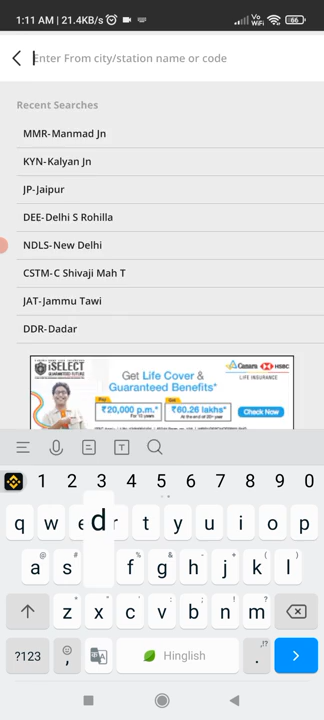 1:11 AM | 21.4KB/s
Vo
WiFi
66
Enter From city/station name or code
Recent Searches
MMR-Manmad Jn
KYN-Kalyan Jn
JP-Jaipur
DEE-Delhi S Rohilla
NDLS-New Delhi
CSTM-C Shivaji Mah T
JAT-Jammu Tawi
DDR-Dadar
iSELECT
Get Life Cover &
Guaranteed Benefits*
Canara HSBC
LIFE INSURANCE
Pay
₹20,000 p.m.*
Get
₹60.26 lakhs*
Check Now
T
1 2 3 4 5 6 7 8 9 0
q w e d r t y u i o p
@ # % & - + ( )
a s f g h j k l
* " ' : ; ! ?
z x c v b n m
?123 , Hinglish ,!? .